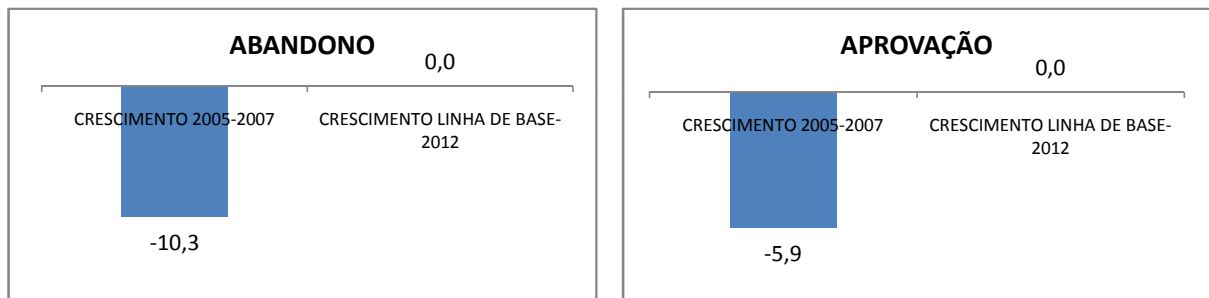 ABANDONO
0,0
CRESCIMENTO 2005-2007
CRESCIMENTO LINHA DE BASE-
2012
-10,3
APROVAÇÃO
0,0
CRESCIMENTO 2005-2007
CRESCIMENTO LINHA DE BASE-
2012
-5,9